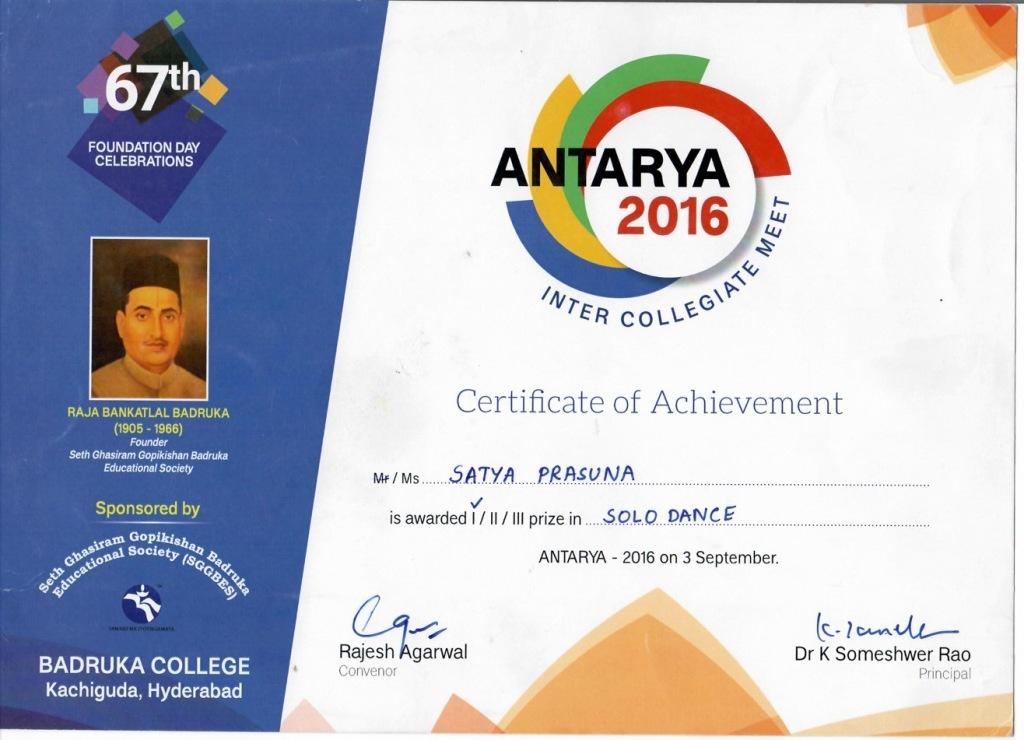 67th
FOUNDATION DAY
CELEBRATIONS
RAJA BANKATLAL BADRUKA
(1905 - 1966)
Founder
Seth Ghasiram Gopikishan Badruka
Educational Society
Sponsored by
Seth Ghasiram Gopikishan Badruka
Educational Society (SGGBES)
BADRUKA COLLEGE
Kachiguda, Hyderabad
ANTARYA
2016
INTER COLLEGIATE MEET
Certificate of Achievement
Mr / Ms SATYA PRASUNA
is awarded I / II / III prize in SOLO DANCE
ANTARYA - 2016 on 3 September.
Rajesh Agarwal
Convenor
Dr K Someshwer Rao
Principal